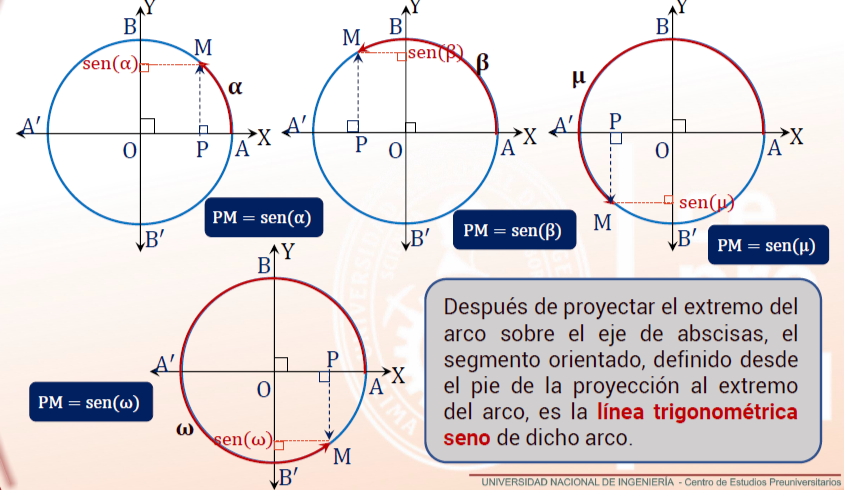 Y
B
M
sen(α)
α
A′
O
P
A
X
B′
PM = sen(α)
Y
B
M
sen(β)
β
A′
P
O
A
X
B′
PM = sen(β)
Y
B
μ
A′
P
O
A
X
M
sen(μ)
B′
PM = sen(μ)
Y
B
A′
P
O
A
X
ω
sen(ω)
M
B′
PM = sen(ω)
Después de proyectar el extremo del
arco sobre el eje de abscisas, el
segmento orientado, definido desde
el pie de la proyección al extremo
del arco, es la línea trigonométrica
seno de dicho arco.
UNIVERSIDAD NACIONAL DE INGENIERÍA - Centro de Estudios Preuniversitarios